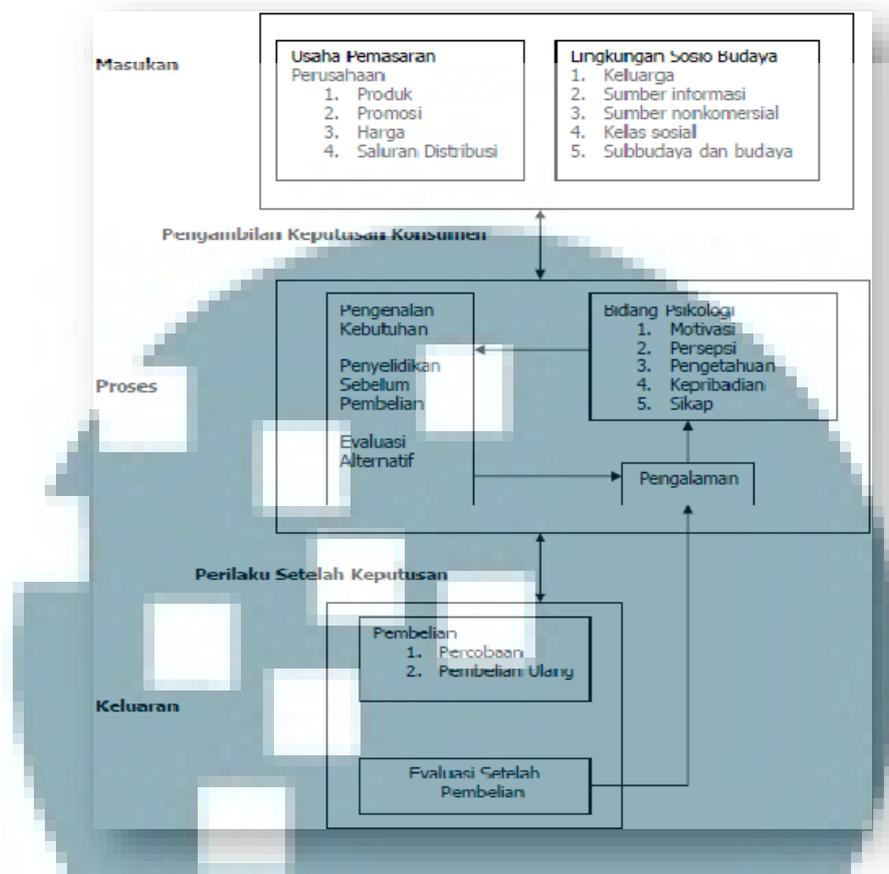 Masukan
Usaha Pemasaran
Perusahaan
1. Produk
2. Promosi
3. Harga
4. Saluran Distribusi
Lingkungan Sosio Budaya
1. Keluarga
2. Sumber informasi
3. Sumber nonkomersial
4. Kelas sosial
5. Subbudaya dan budaya
Pengambilan Keputusan Konsumen
Proses
Pengenalan
Kebutuhan
Penyelidikan
Sebelum
Pembelian
Evaluasi
Alternatif
Bidang Psikologi
1. Motivasi
2. Persepsi
3. Pengetahuan
4. Kepribadian
5. Sikap
Pengalaman
Perilaku Setelah Keputusan
Keluaran
Pembelian
1. Percobaan
2. Pembelian Ulang
Evaluasi Setelah
Pembelian